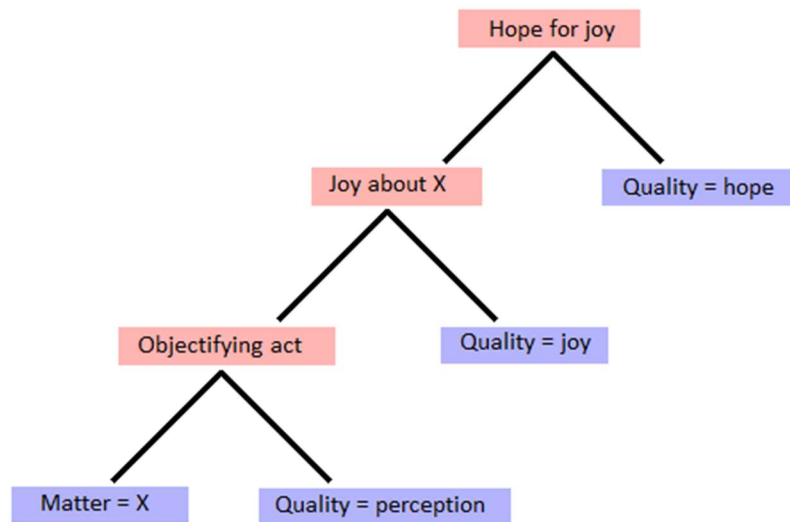 Hope for joy
Joy about X
Quality = hope
Objectifying act
Quality = joy
Matter = X
Quality = perception